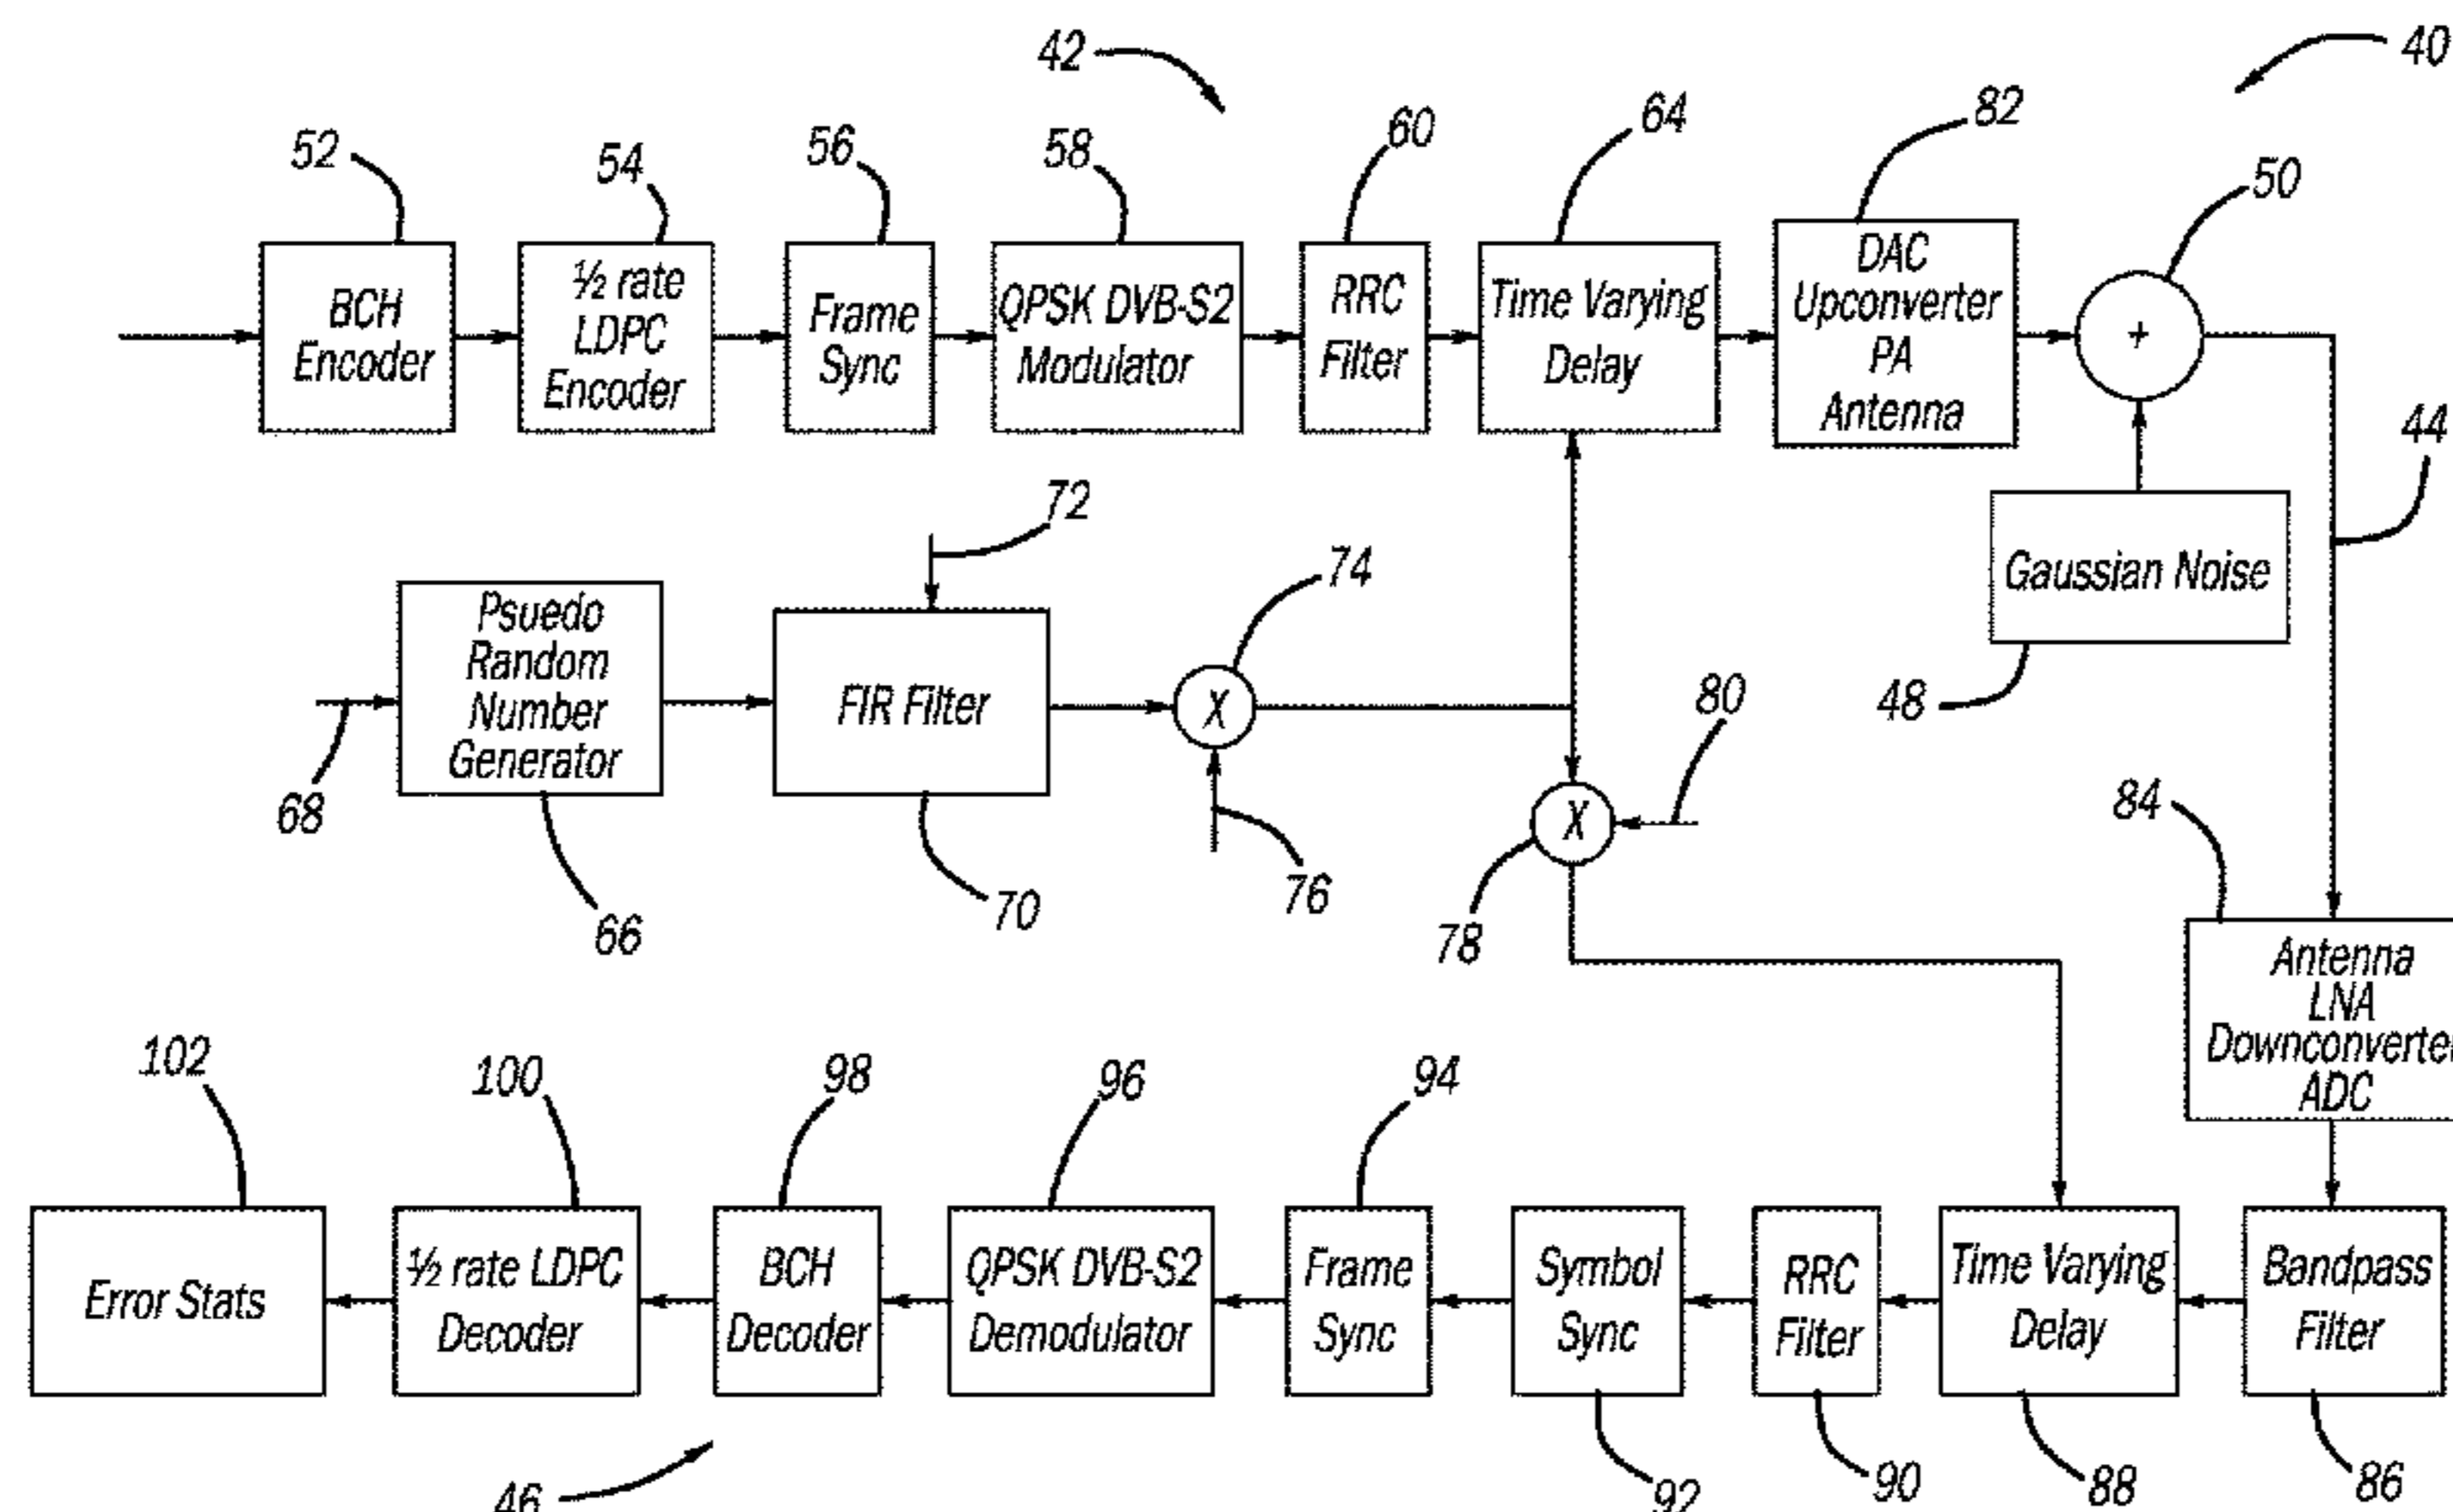 42
40
52
54
56
58
60
64
82
50
BCH
Encoder
½ rate
LDPC
Encoder
Frame
Sync
QPSK DVB-S2
Modulator
RRC
Filter
Time Varying
Delay
DAC
Upconverter
PA
Antenna
+
44
72
74
Gaussian Noise
48
Psuedo
Random
Number
Generator
FIR Filter
X
80
68
66
70
76
X
78
84
Antenna
LNA
Downconverter
ADC
102
100
98
96
94
Error Stats
½ rate LDPC
Decoder
BCH
Decoder
QPSK DVB-S2
Demodulator
Frame
Sync
Symbol
Sync
RRC
Filter
Time Varying
Delay
Bandpass
Filter
46
92
90
88
86